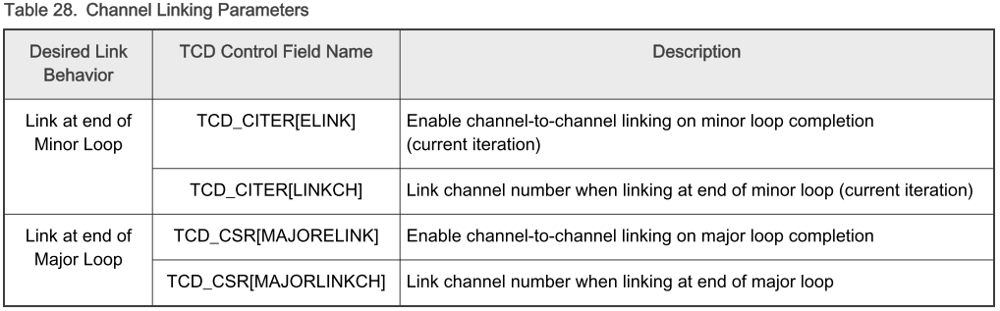 Table 28. Channel Linking Parameters
Desired Link
Behavior
TCD Control Field Name
Description
Link at end of
Minor Loop
TCD_CITER[ELINK]
Enable channel-to-channel linking on minor loop completion
(current iteration)
TCD_CITER[LINKCH]
Link channel number when linking at end of minor loop (current iteration)
Link at end of
Major Loop
TCD_CSR[MAJORELINK]
Enable channel-to-channel linking on major loop completion
TCD_CSR[MAJORLINKCH]
Link channel number when linking at end of major loop